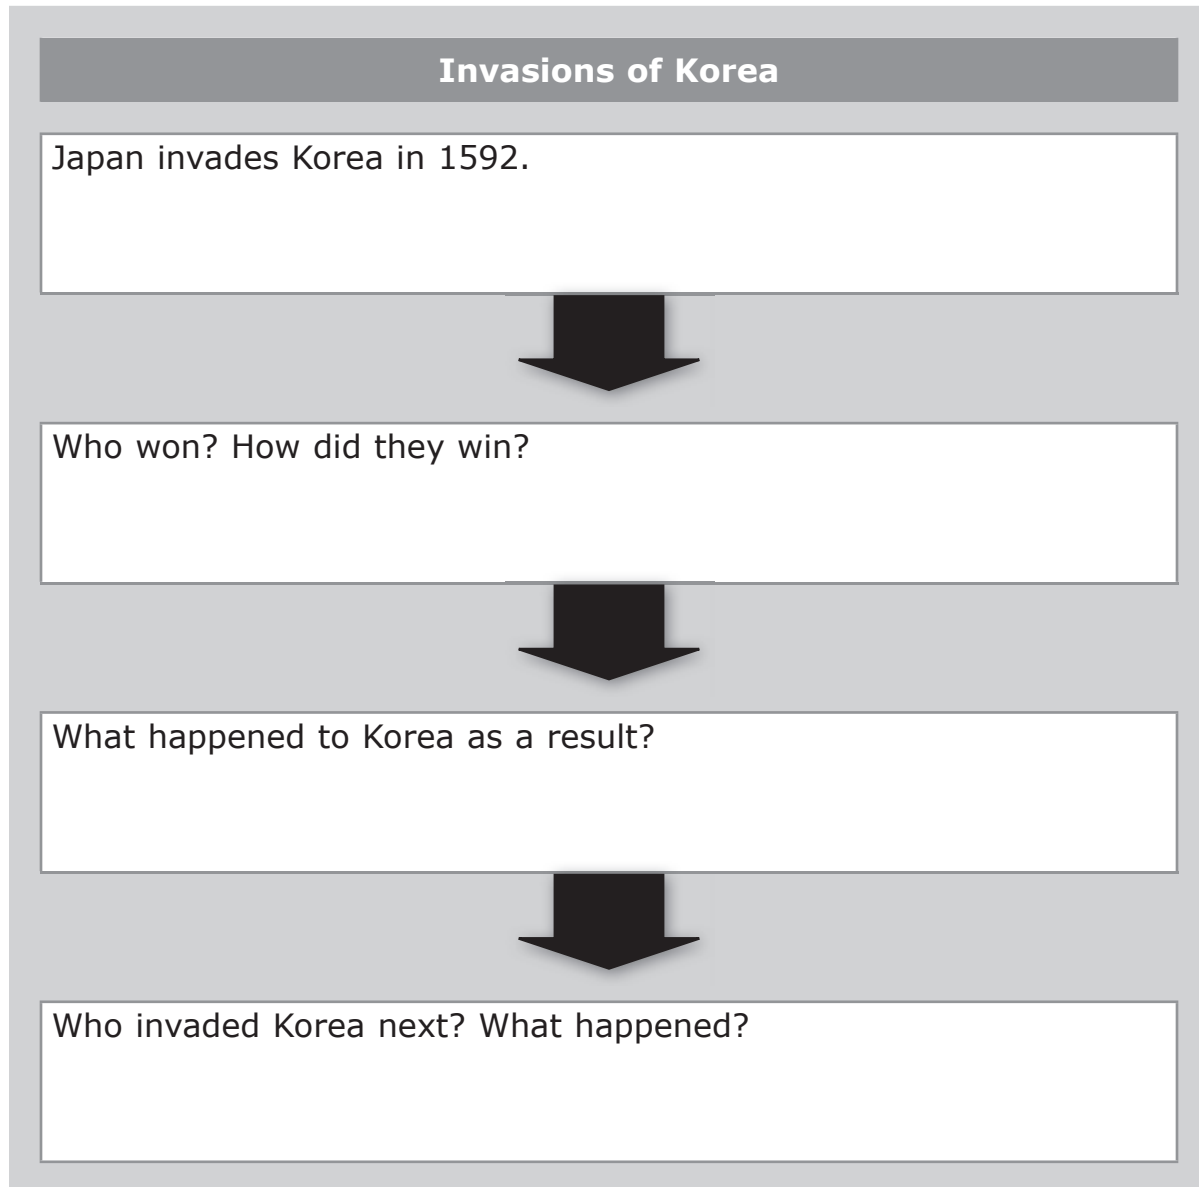 Invasions of Korea
Japan invades Korea in 1592.
Who won? How did they win?
What happened to Korea as a result?
Who invaded Korea next? What happened?